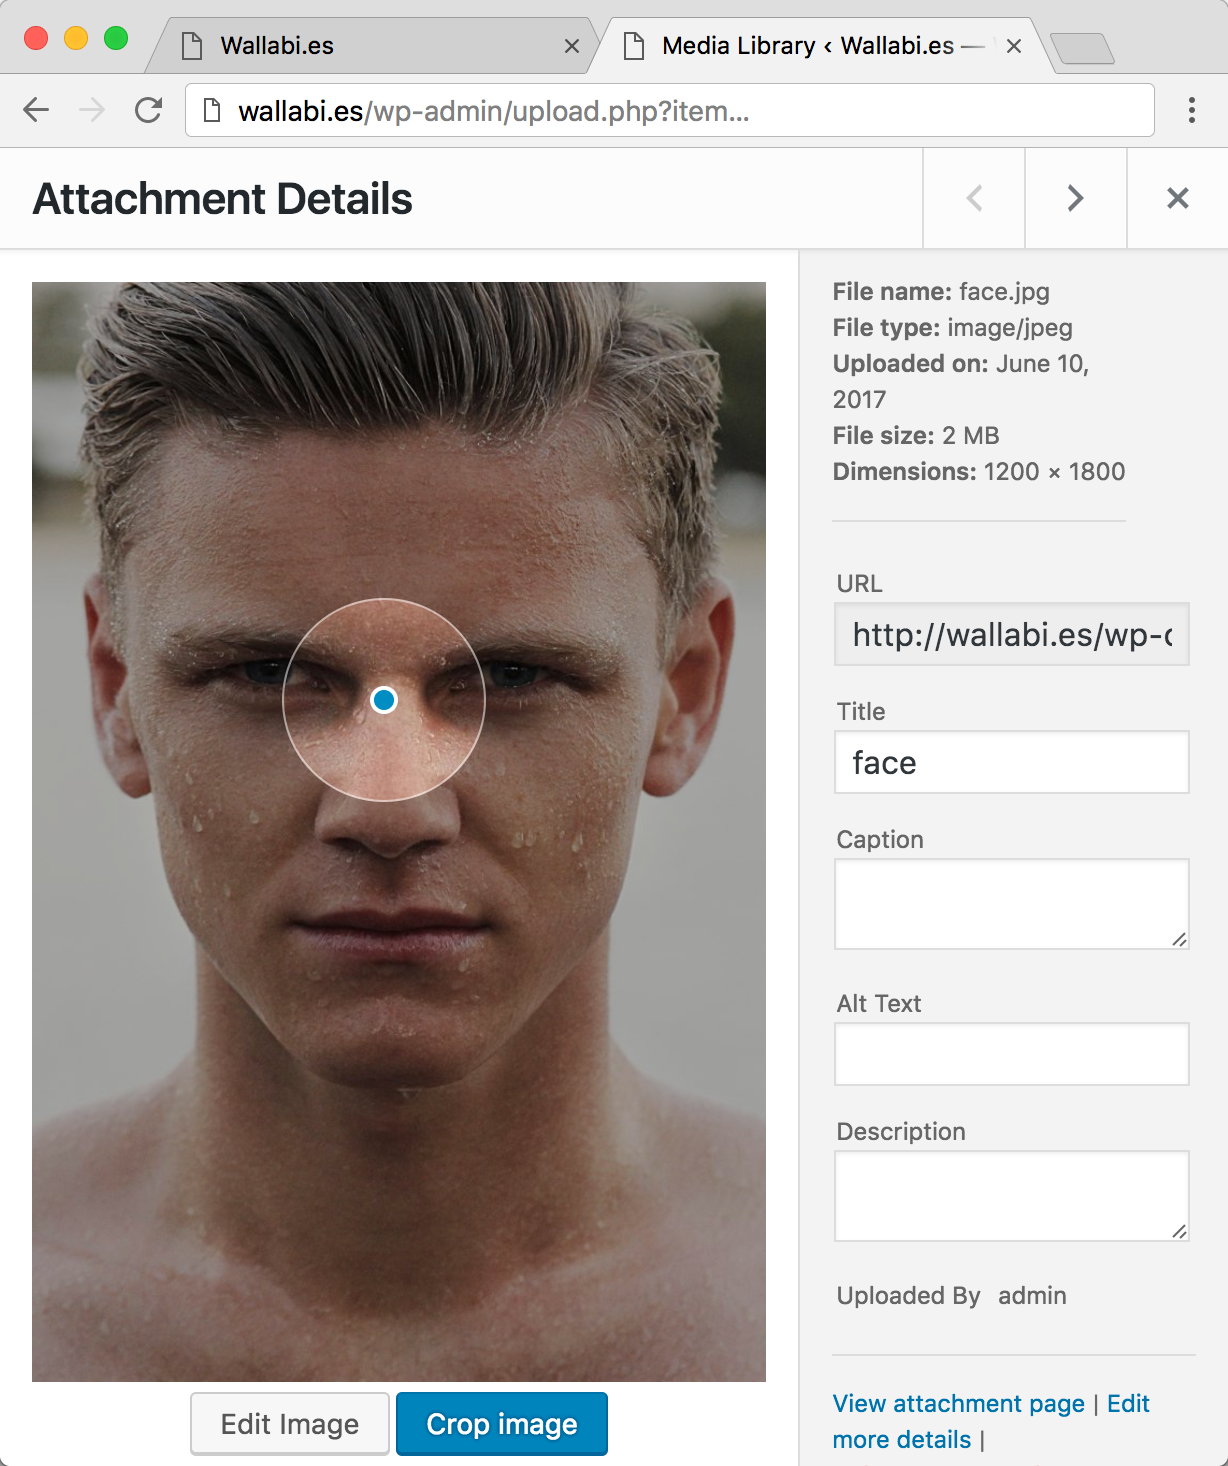 Wallabi.es
Media Library ‹ Wallabi.es —
wallabi.es/wp-admin/upload.php?item...
Attachment Details
File name: face.jpg
File type: image/jpeg
Uploaded on: June 10,
2017
File size: 2 MB
Dimensions: 1200 × 1800
URL
http://wallabi.es/wp-c
Title
face
Caption
Alt Text
Description
Uploaded By admin
View attachment page | Edit
more details |
Edit Image
Crop image